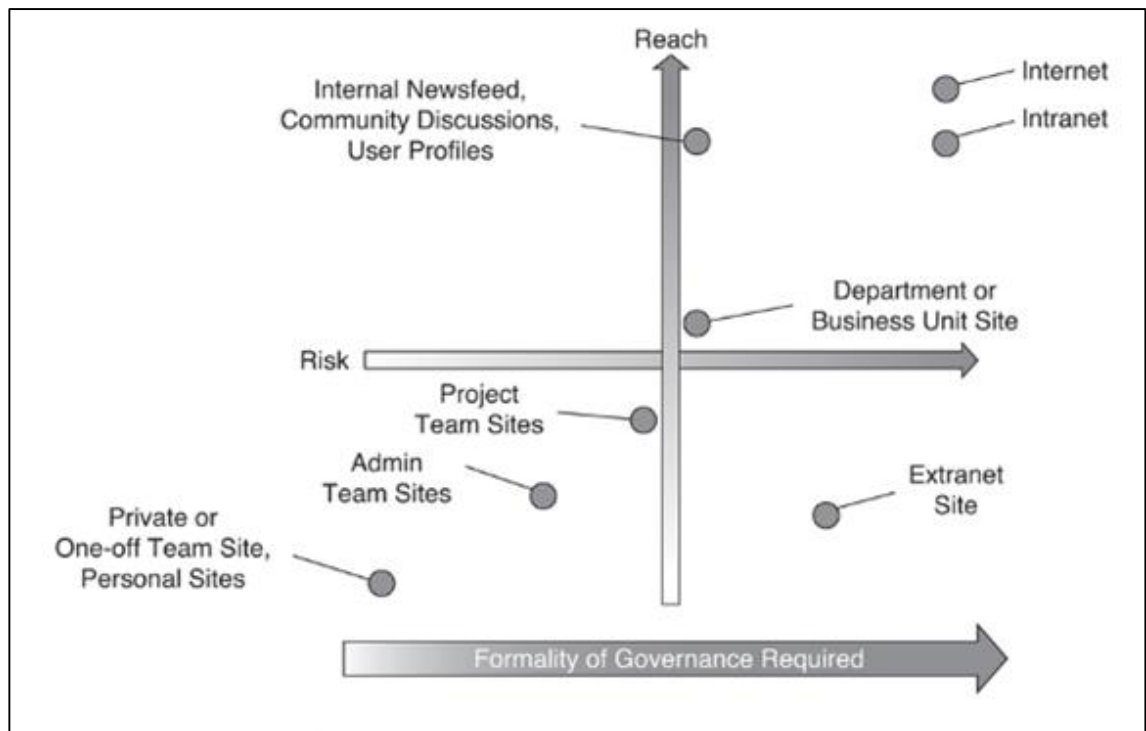 Reach
Internet
Internal Newsfeed,
Community Discussions,
User Profiles
Intranet
Department or
Business Unit Site
Risk
Project
Team Sites
Admin
Team Sites
Extranet
Site
Private or
One-off Team Site,
Personal Sites
Formality of Governance Required